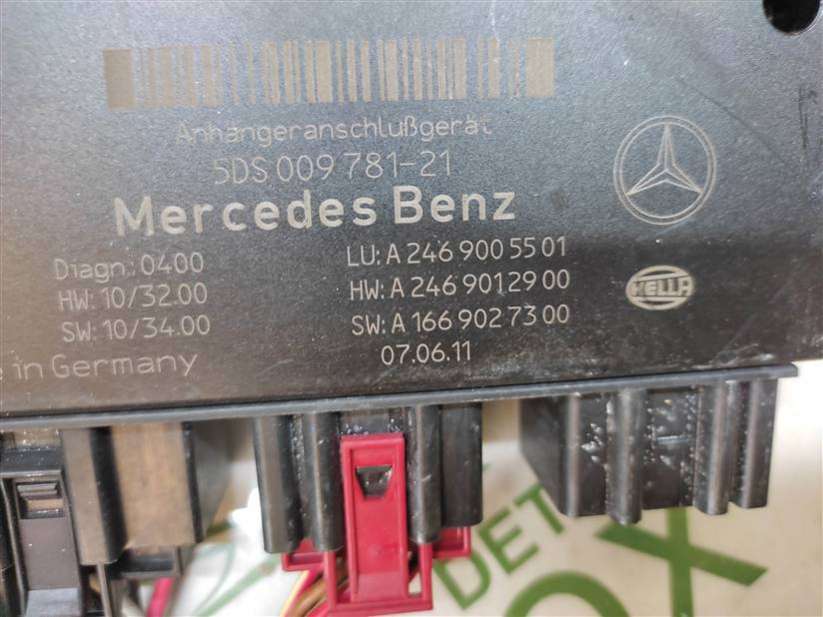 Anhängeranschlußgerät
5DS 009 781-21
Mercedes Benz
Diagn.: 0400
LU: A 246 900 55 01
HW: 10/32.00
HW: A 246 901 29 00
SW: 10/34.00
SW: A 166 902 73 00
in Germany
07.06.11
HELLA
DET
OX